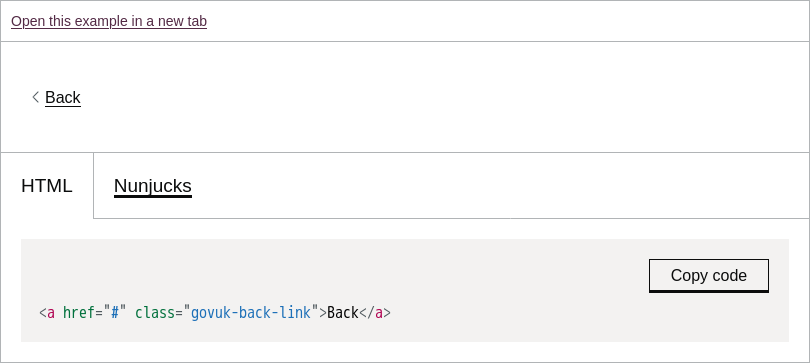 Open this example in a new tab
Back
HTML Nunjucks
Copy code
<a href="#" class="govuk-back-link">Back</a>